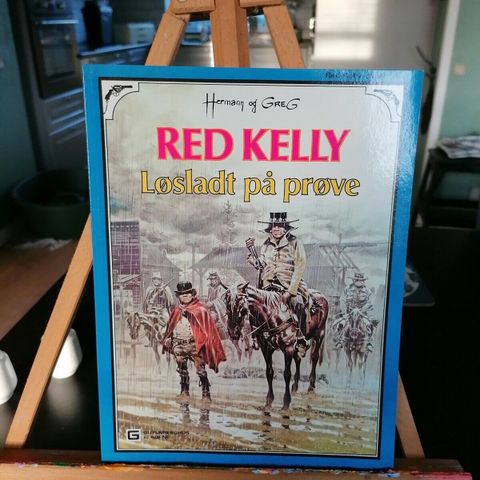 Hermann og GREG
RED KELLY
Løsladt på prøve
G